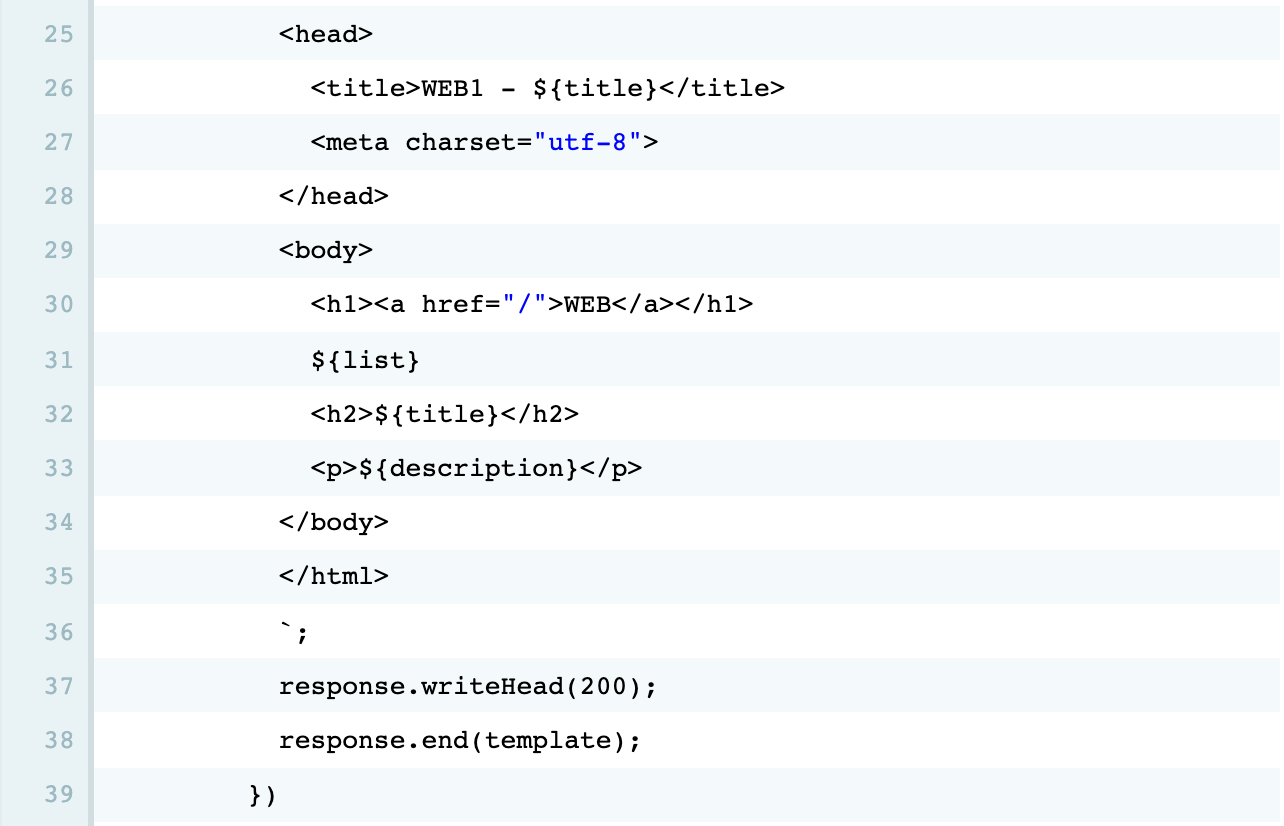 25 <head>
26 <title>WEB1 - ${title}</title>
27 <meta charset="utf-8">
28 </head>
29 <body>
30 <h1><a href="/">WEB</a></h1>
31 ${list}
32 <h2>${title}</h2>
33 <p>${description}</p>
34 </body>
35 </html>
36 `;
37 response.writeHead(200);
38 response.end(template);
39 })